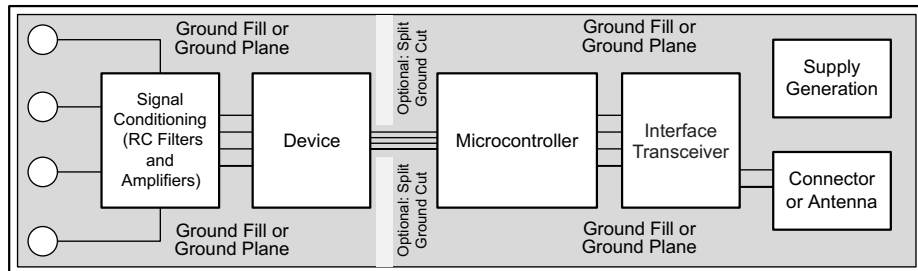 Ground Fill or
Ground Plane
Optional: Split
Ground Cut
Ground Fill or
Ground Plane
Supply
Generation
Signal
Conditioning
(RC Filters
and
Amplifiers)
Device
Microcontroller
Interface
Transceiver
Optional: Split
Ground Cut
Connector
or Antenna
Ground Fill or
Ground Plane
Ground Fill or
Ground Plane